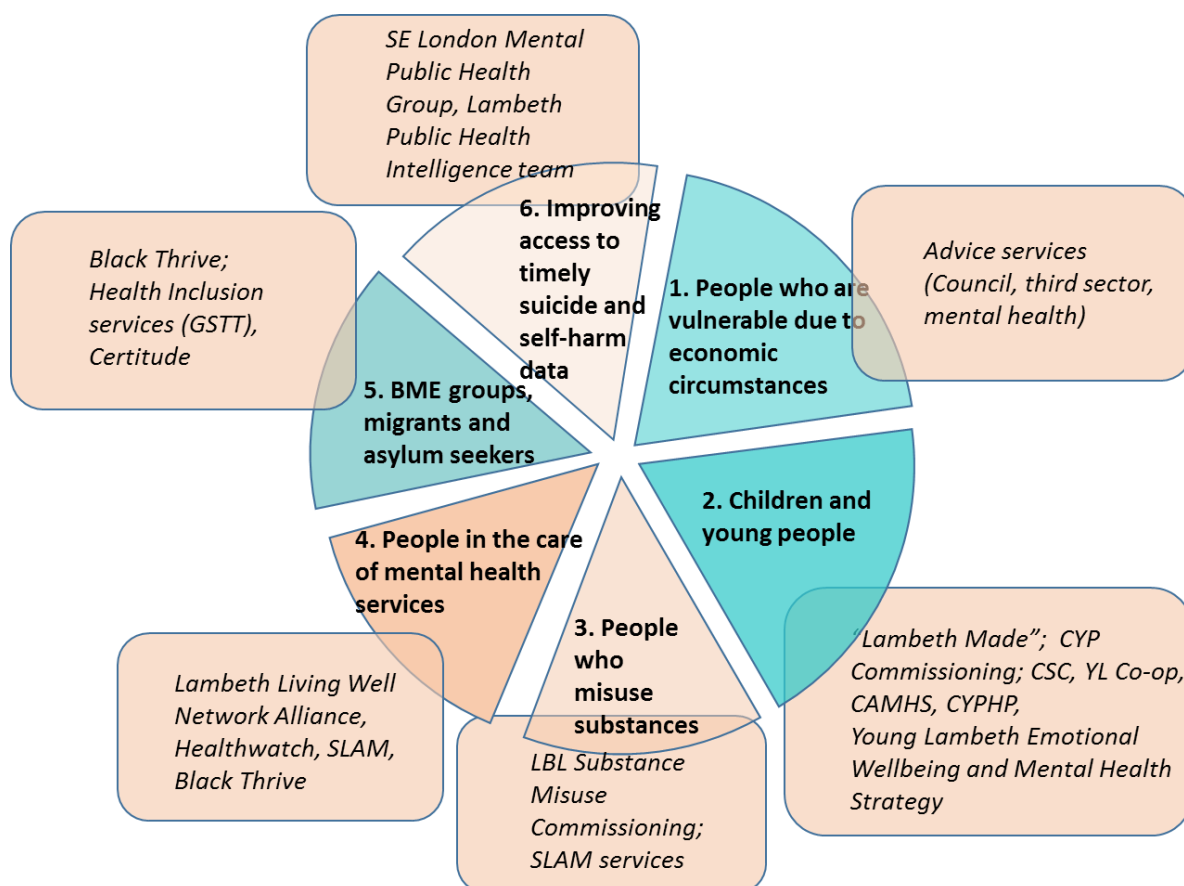 SE London Mental
Public Health
Group, Lambeth
Public Health
Intelligence team
6. Improving
access to
timely
suicide and
self-harm
data
1. People who are
vulnerable due to
economic
circumstances
Advice services
(Council, third sector,
mental health)
Black Thrive;
Health Inclusion
services (GSTT),
Certitude
5. BME groups,
migrants and
asylum seekers
2. Children and
young people
4. People in the care
of mental health
services
3. People
who
misuse
substances
"Lambeth Made”; CYP
Commissioning; CSC, YL Co-op,
CAMHS, CYPHP,
Young Lambeth Emotional
Wellbeing and Mental Health
Strategy
Lambeth Living Well
Network Alliance,
Healthwatch, SLAM,
Black Thrive
LBL Substance
Misuse
Commissioning;
SLAM services